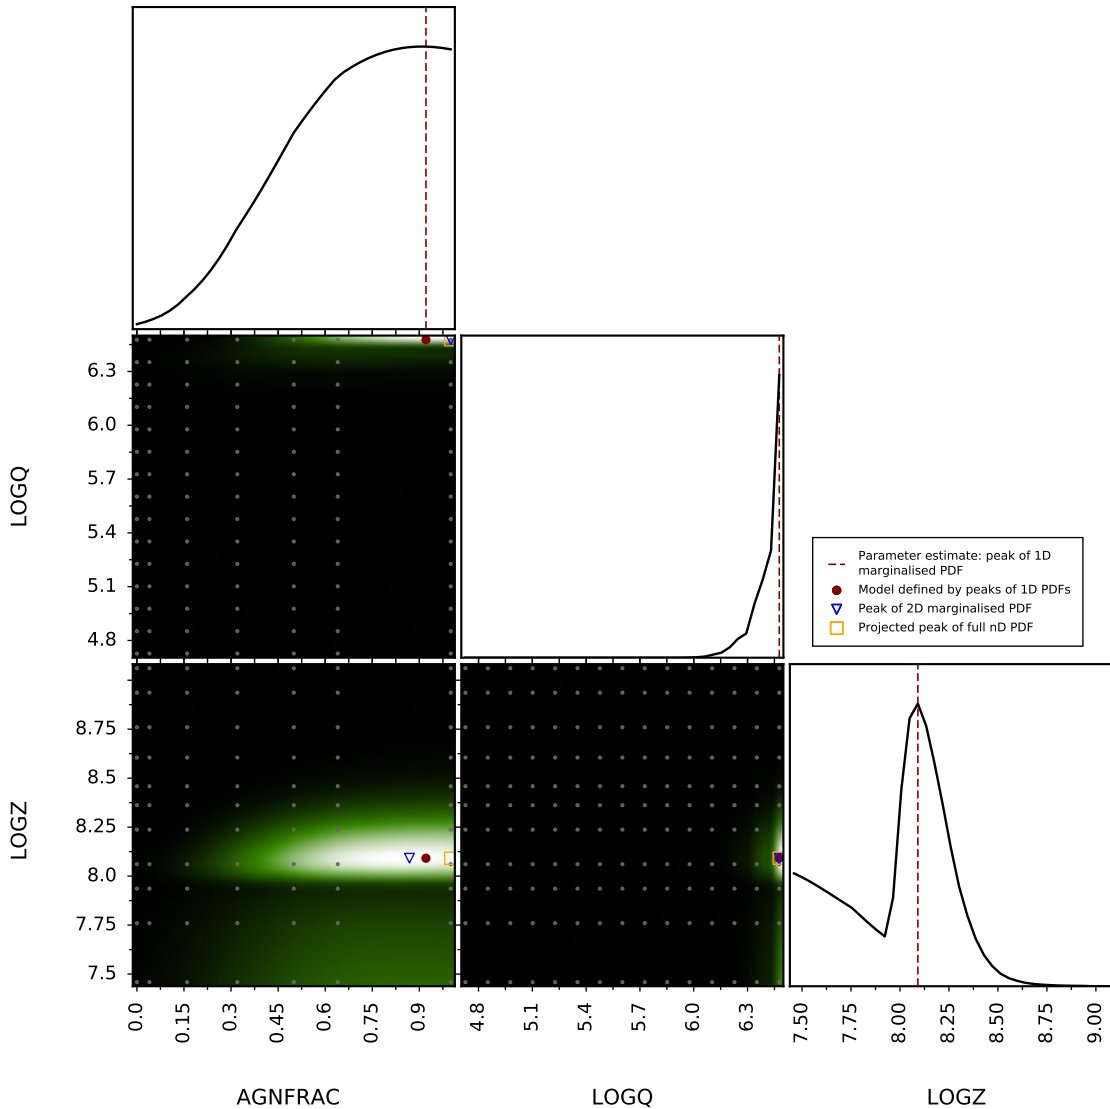 6.3
6.0
5.7
5.4
5.1
4.8
LOGQ
Parameter estimate: peak of 1D
marginalised PDF
Model defined by peaks of 1D PDFs
Peak of 2D marginalised PDF
Projected peak of full nD PDF
8.75
8.5
8.25
8.0
7.75
7.5
LOGZ
0.0 0.15 0.3 0.45 0.6 0.75 0.9
4.8 5.1 5.4 5.7 6.0 6.3
7.50 7.75 8.00 8.25 8.50 8.75 9.00
AGNFRAC LOGQ LOGZ